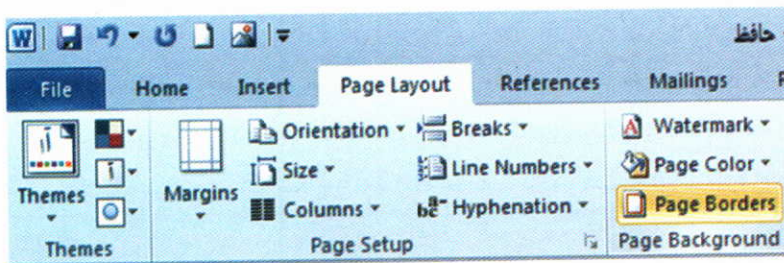 حافظ
File Home Insert Page Layout References Mailings
Themes Margins Orientation Breaks Watermark
Size Line Numbers Page Color
Columns Hyphenation Page Borders
Themes Page Setup Page Background